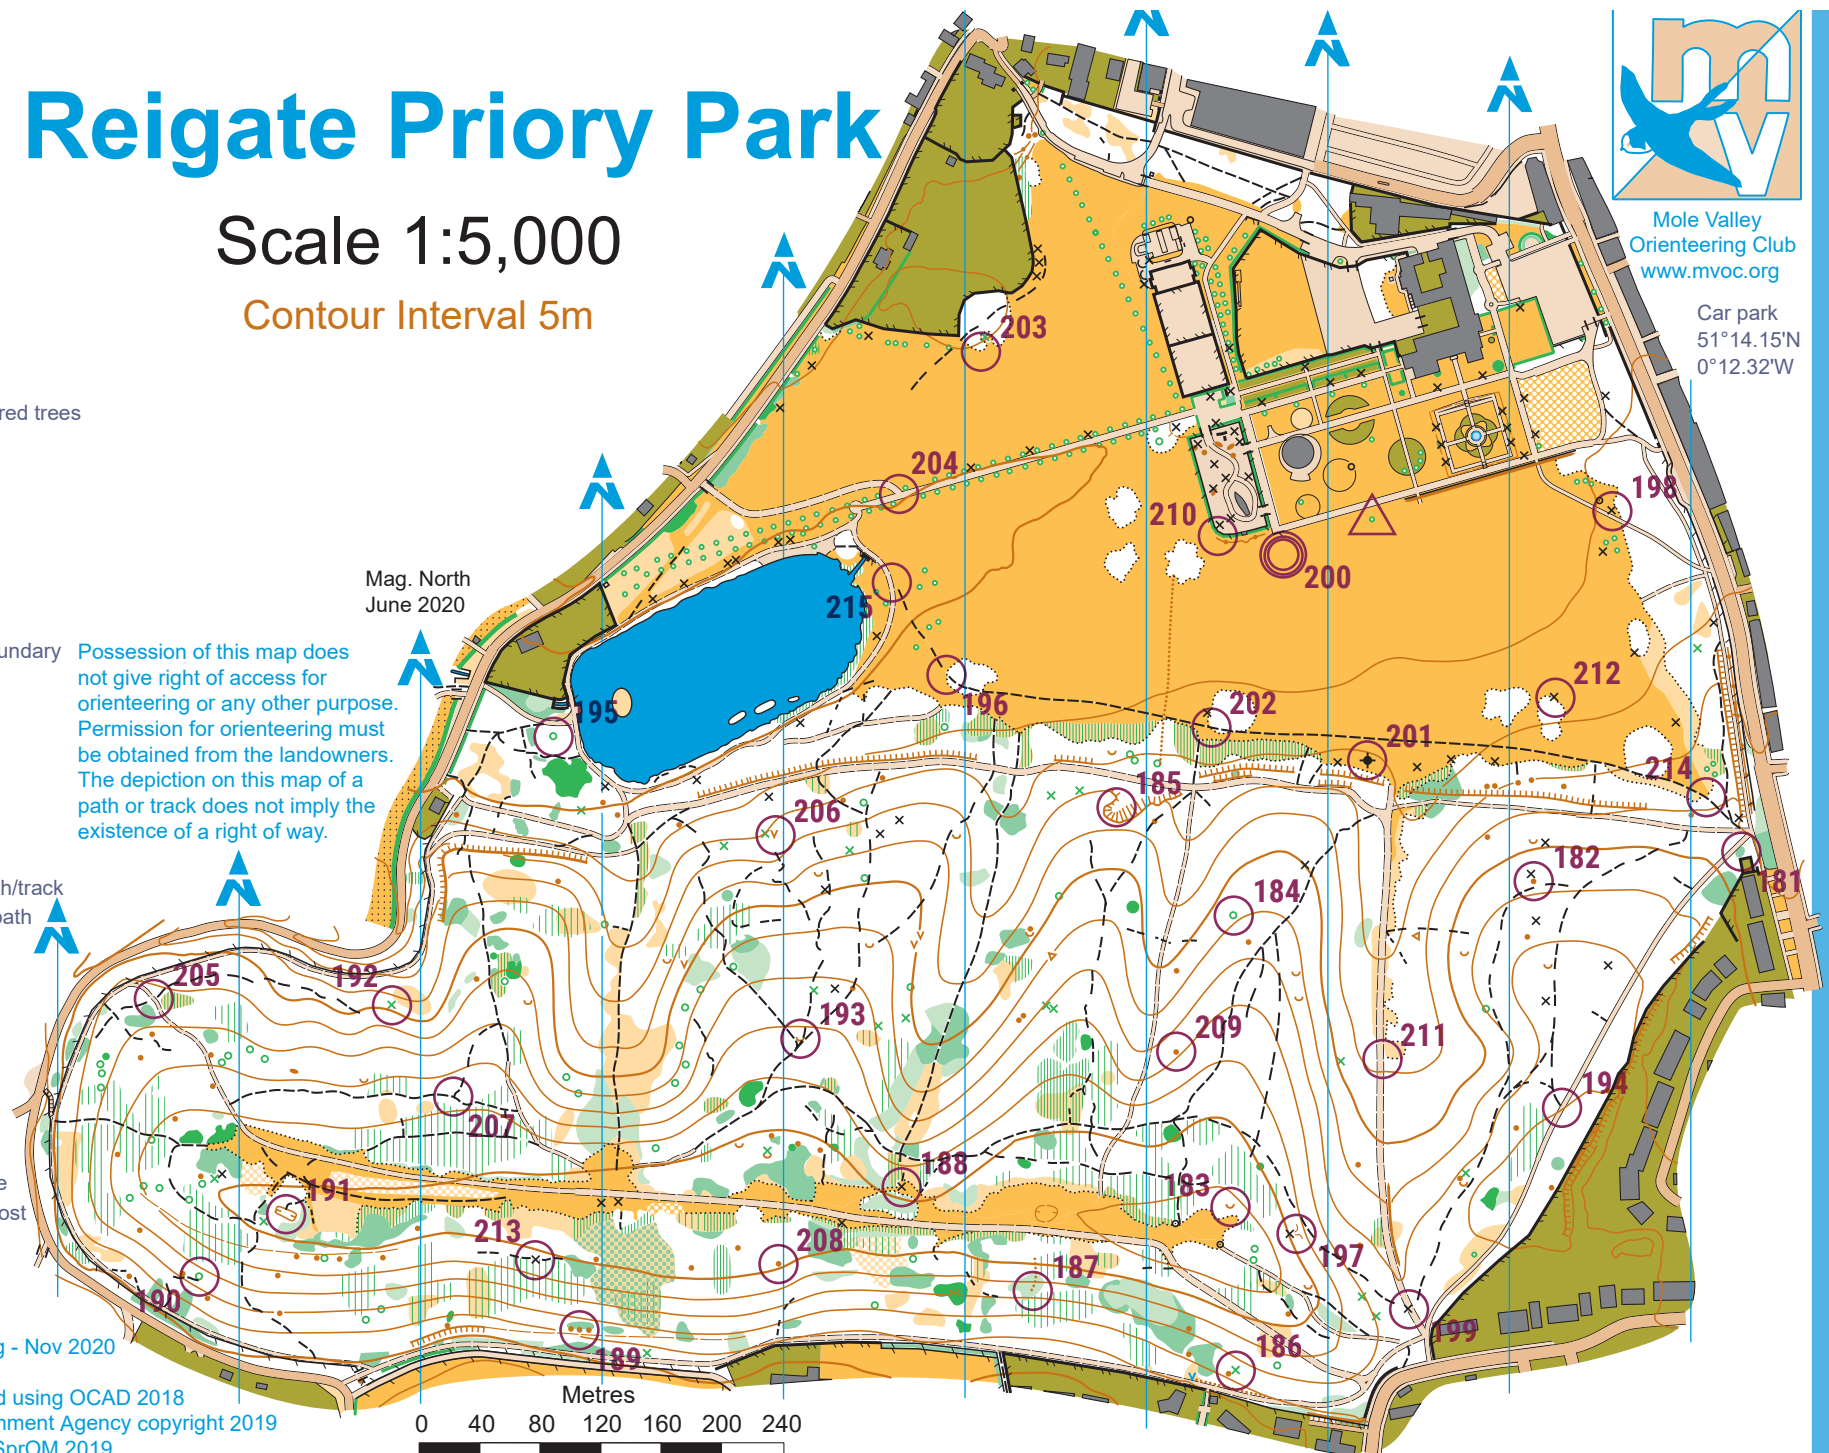 Reigate Priory Park
Scale 1:5,000
Contour Interval 5m
mv
Mole Valley
Orienteering Club
www.mvoc.org
Car park
51°14.15'N
0°12.32'W
red trees
Mag. North
June 2020
undary
Possession of this map does
not give right of access for
orienteering or any other purpose.
Permission for orienteering must
be obtained from the landowners.
The depiction on this map of a
path or track does not imply the
existence of a right of way.
h/track
path
e
ost
g - Nov 2020
d using OCAD 2018
nment Agency copyright 2019
SprOM 2019
203
204
198
210
200
215
212
195
196
202
201
214
185
206
182
181
184
205
192
193
209
211
194
207
188
191
183
213
208
197
187
190
199
189
186
Metres
0 40 80 120 160 200 240